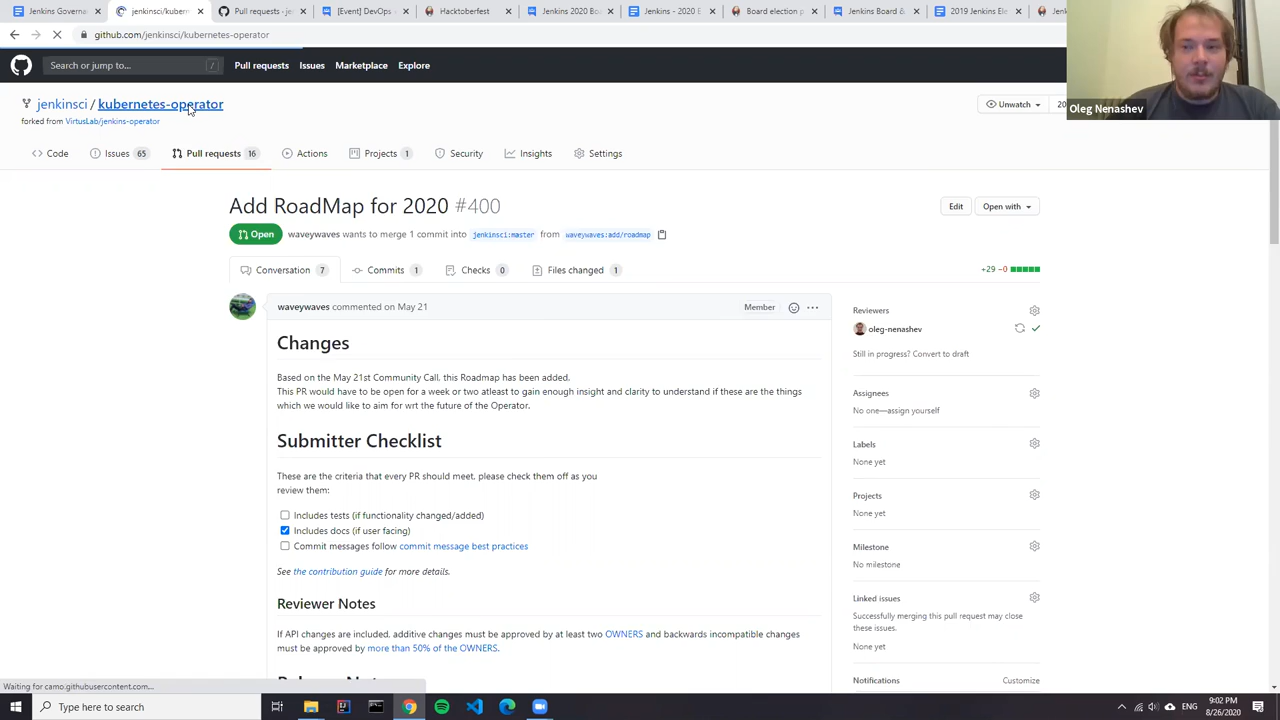 Jenkins Governanc
jenkinsci/kubern
Pull requests · je
[Event] DevOps
Hacktoberfest
Jenkins 2020 Boa
Jenkins - 2020 E
Board election p
Jenkins Board &
2019 Jenkins Ele
github.com/jenkinsci/kubernetes-operator
Search or jump to...
/
Pull requests
Issues
Marketplace
Explore
jenkinsci / kubernetes-operator
forked from VirtusLab/jenkins-operator
Unwatch
20
Oleg Nenashev
Code
Issues 65
Pull requests 16
Actions
Projects 1
Security
Insights
Settings
Add RoadMap for 2020 #400
Edit
Open with
Open
waveywaves wants to merge 1 commit into jenkinsci:master from waveywaves:add/roadmap
Conversation 7
Commits 1
Checks 0
Files changed 1
+29 −0
waveywaves commented on May 21
Member
Changes
Based on the May 21st Community Call, this Roadmap has been added.
This PR would have to be open for a week or two atleast to gain enough insight and clarity to understand if these are the things
which we would like to aim for wrt the future of the Operator.
Submitter Checklist
These are the criteria that every PR should meet, please check them off as you
review them:
Includes tests (if functionality changed/added)
Includes docs (if user facing)
Commit messages follow commit message best practices
See the contribution guide for more details.
Reviewer Notes
If API changes are included, additive changes must be approved by at least two OWNERS and backwards incompatible changes
must be approved by more than 50% of the OWNERS.
Reviewers
oleg-nenashev
Still in progress? Convert to draft
Assignees
No one—assign yourself
Labels
None yet
Projects
None yet
Milestone
No milestone
Linked issues
Successfully merging this pull request may close
these issues.
None yet
Notifications
Customize
Waiting for camo.githubusercontent.com...
Type here to search
ENG
9:02 PM
8/26/2020